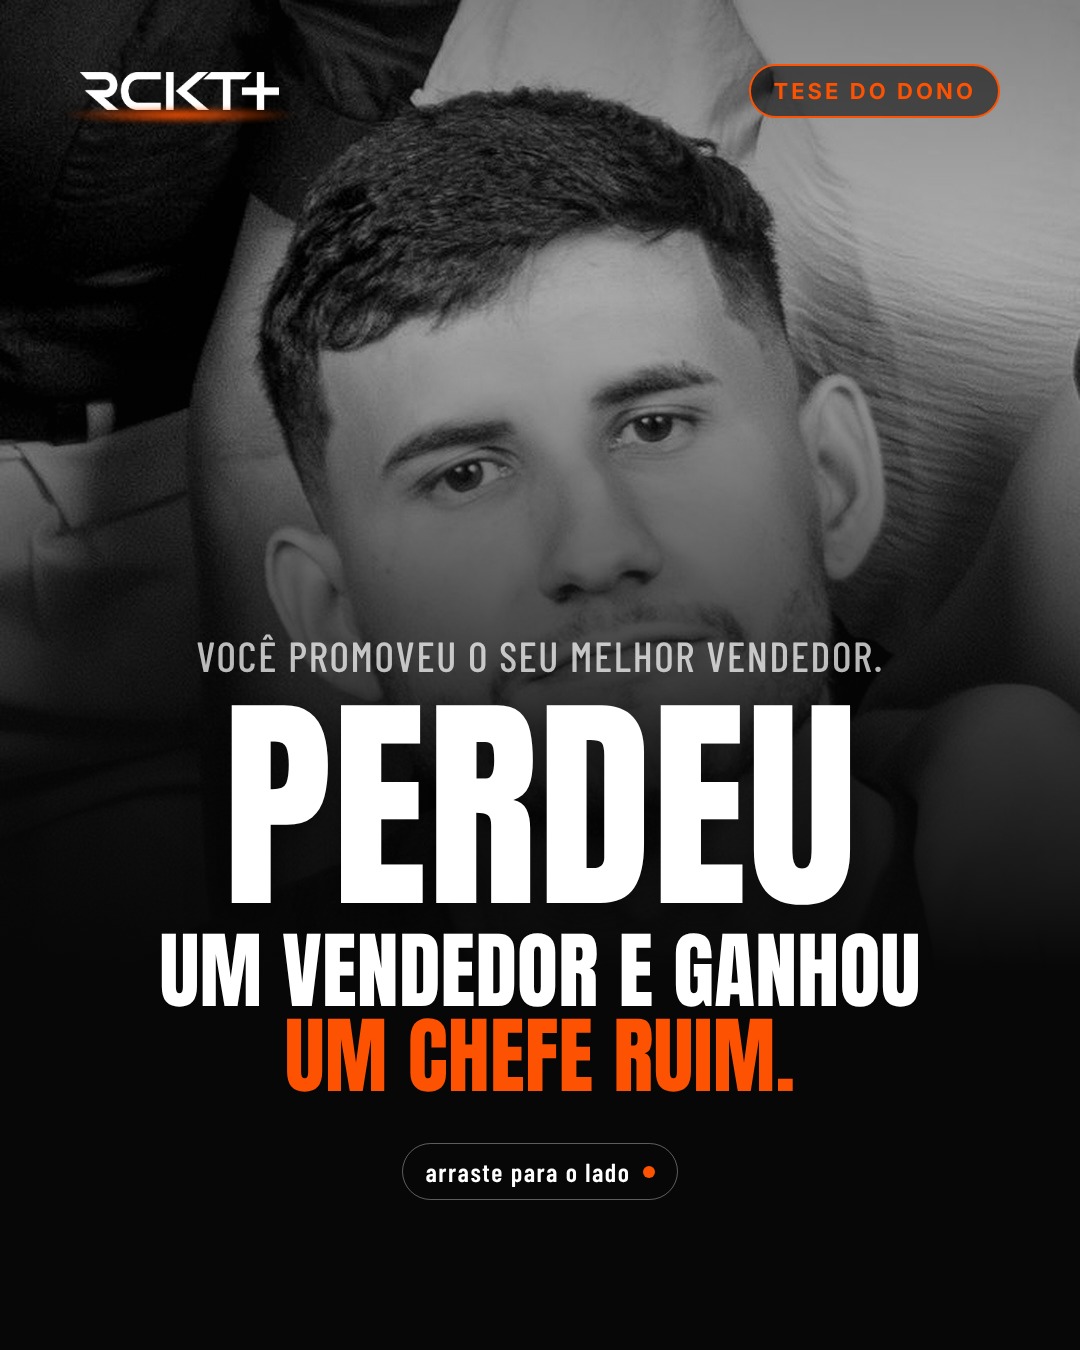 RCKT+
TESE DO DONO
VOCÊ PROMOVEU O SEU MELHOR VENDEDOR.
PERDEU
UM VENDEDOR E GANHOU
UM CHEFE RUIM.
arraste para o lado